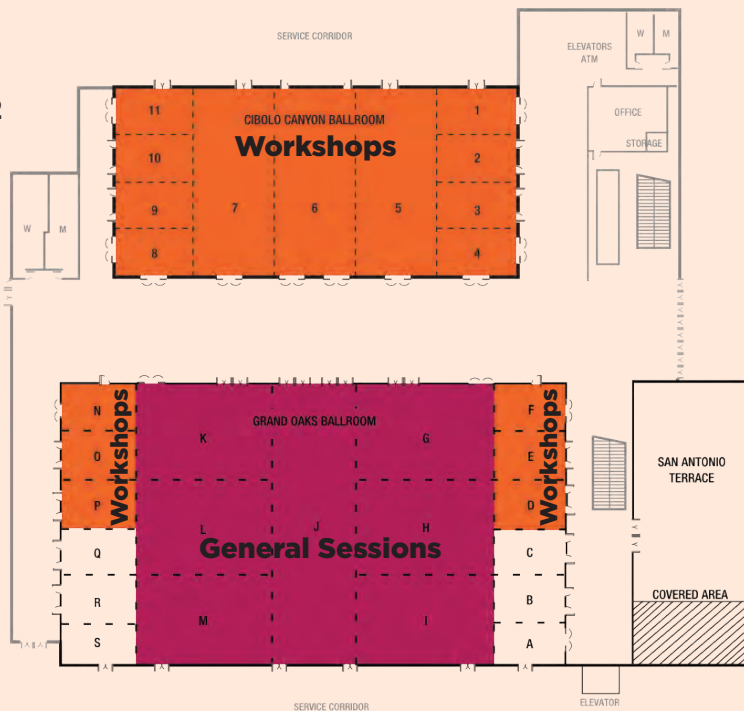 SERVICE CORRIDOR
W
M
ELEVATORS
ATM
11
CIBOLO CANYON BALLROOM
1
OFFICE
Workshops
STORAGE
10
2
9
7
6
5
3
W
M
8
4
N
Workshops
GRAND OAKS BALLROOM
F
Workshops
K
G
O
E
SAN ANTONIO
TERRACE
P
D
L
J
H
General Sessions
Q
C
R
B
COVERED AREA
M
I
S
A
SERVICE CORRIDOR
ELEVATOR